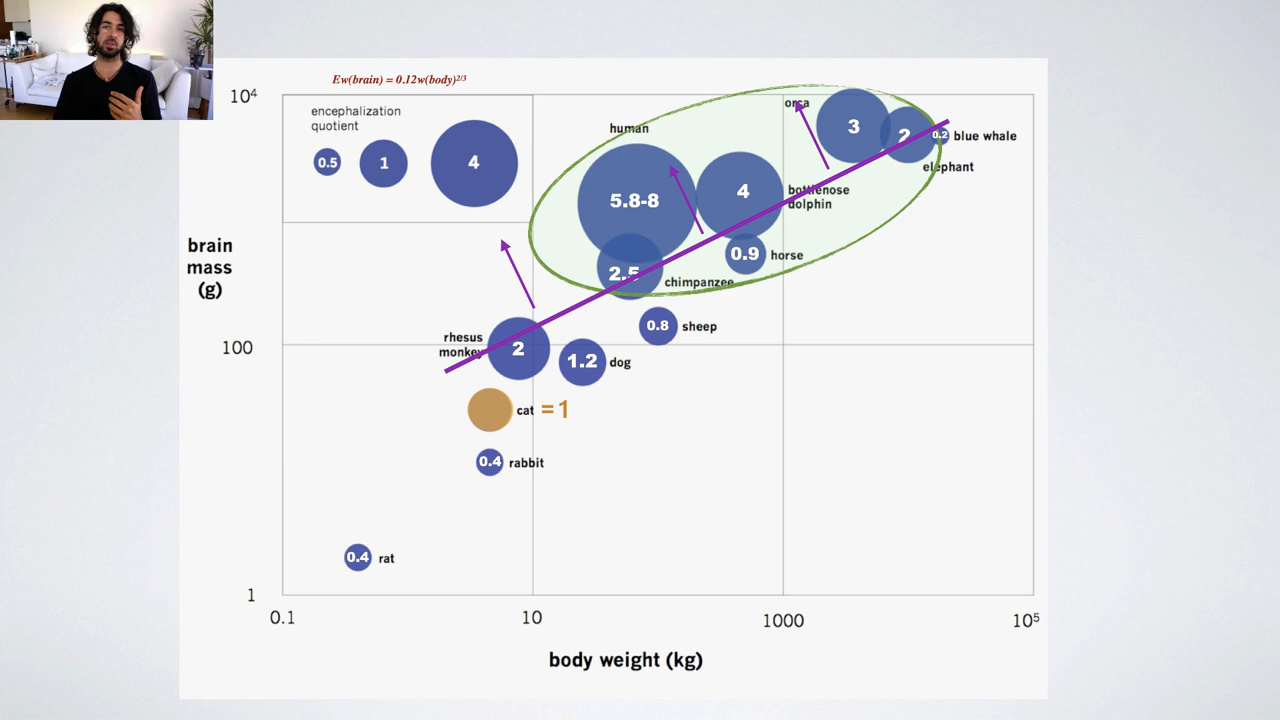 Ew(brain) = 0.12w(body)2/3
10⁴
encephalization
quotient
0.5
1
4
human
orca
3
2
0.2
blue whale
elephant
5.8-8
4
bottlenose
dolphin
brain
mass
(g)
0.9
horse
2.5
chimpanzee
0.8
sheep
rhesus
monkey
2
1.2
dog
100
cat
= 1
0.4
rabbit
0.4
rat
1
0.1
10
1000
10⁵
body weight (kg)